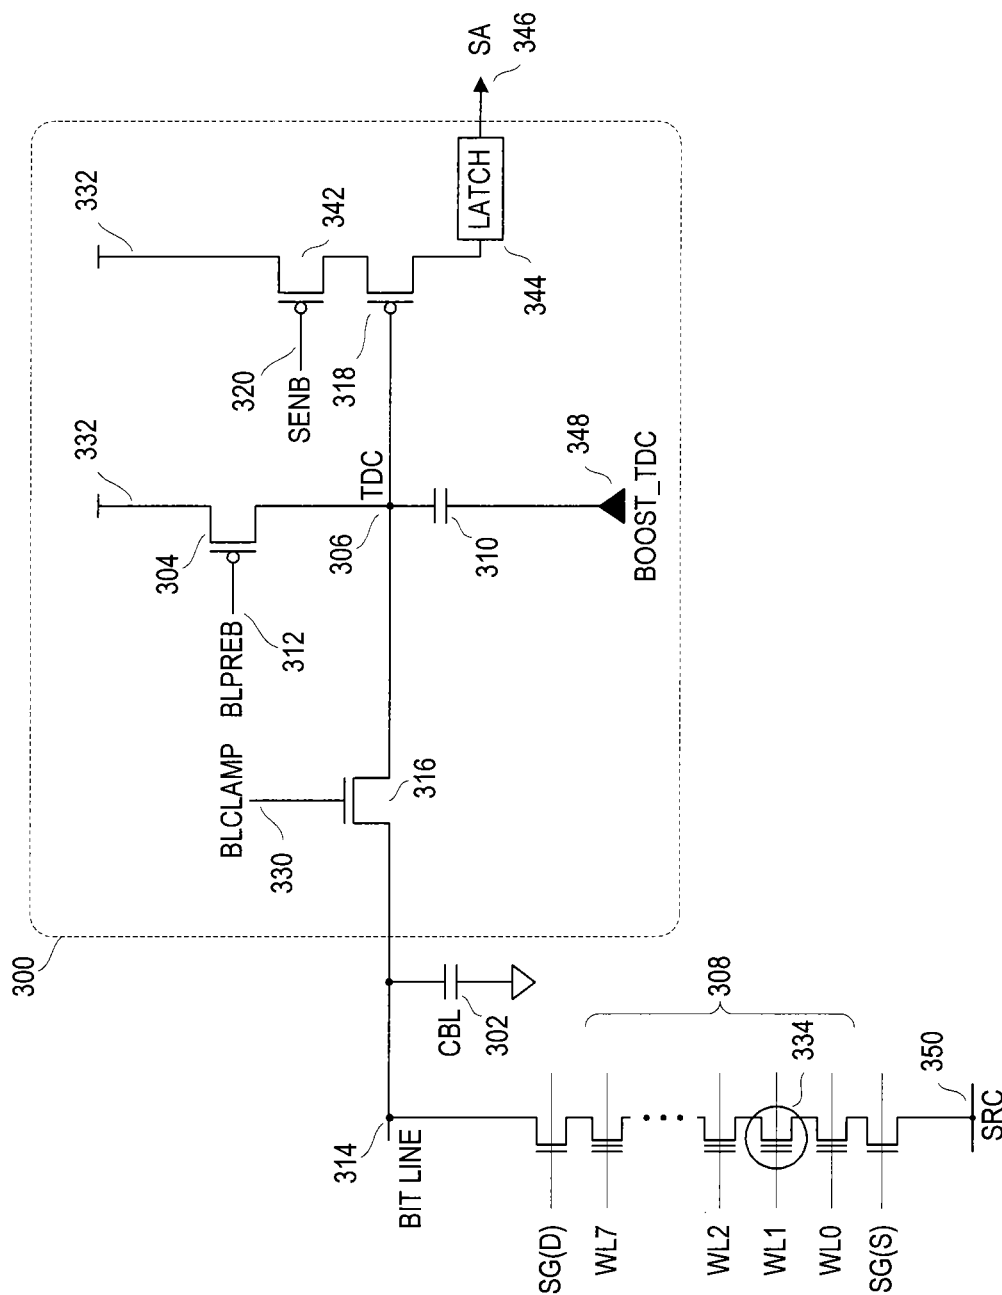 300
332
332
342
SA
346
LATCH
344
320
SENB
318
304
BLPREB
312
TDC
306
310
348
BOOST_TDC
BLCLAMP
330
316
314
BIT LINE
CBL
302
308
334
350
SRC
SG(D)
WL7
WL2
WL1
WL0
SG(S)